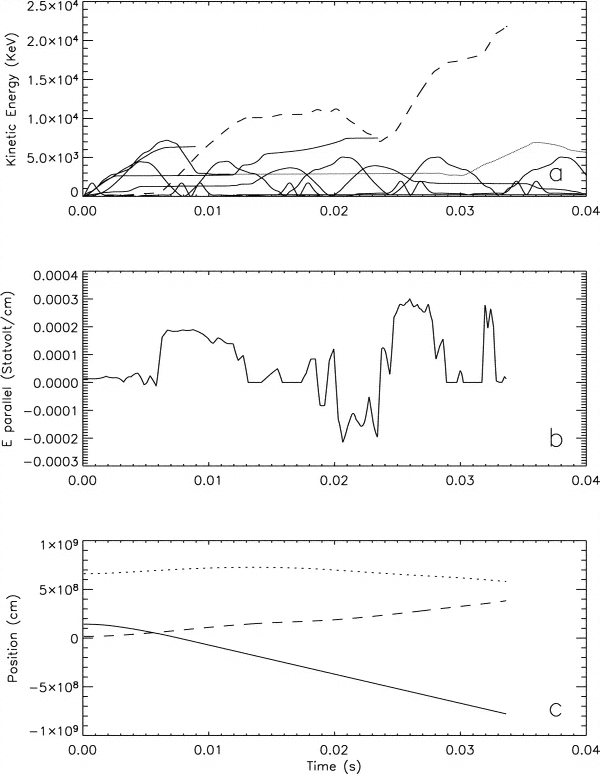 2.5×10⁴
2.0×10⁴
1.5×10⁴
1.0×10⁴
5.0×10³
0
Kinetic Energy (KeV)
a
0.00 0.01 0.02 0.03 0.04
0.0004
0.0003
0.0002
0.0001
0.0000
−0.0001
−0.0002
−0.0003
E parallel (Statvolt/cm)
b
0.00 0.01 0.02 0.03 0.04
1×10⁹
5×10⁸
0
−5×10⁸
−1×10⁹
Position (cm)
c
0.00 0.01 0.02 0.03 0.04
Time (s)